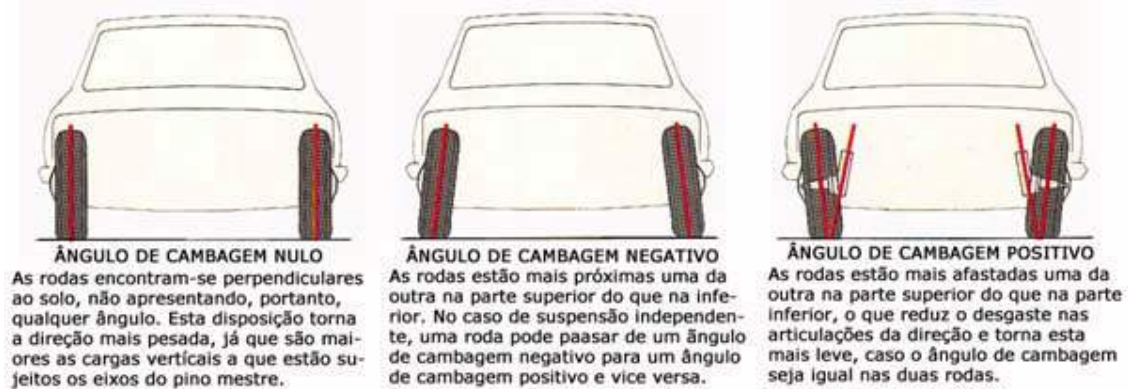 ÂNGULO DE CAMBAGEM NULO
As rodas encontram-se perpendiculares
ao solo, não apresentando, portanto,
qualquer ângulo. Esta disposição torna
a direção mais pesada, já que são mai-
ores as cargas vertícais a que estão su-
jeitos os eixos do pino mestre.
ÂNGULO DE CAMBAGEM NEGATIVO
As rodas estão mais próximas uma da
outra na parte superior do que na infe-
rior. No caso de suspensão independen-
te, uma roda pode paasar de um ãngulo
de cambagem negativo para um ângulo
de cambagem positivo e vice versa.
ÂNGULO DE CAMBAGEM POSITIVO
As rodas estão mais afastadas uma da
outra na parte superior do que na parte
inferior, o que reduz o desgaste nas
articulações da direção e torna esta
mais leve, caso o ângulo de cambagem
seja igual nas duas rodas.